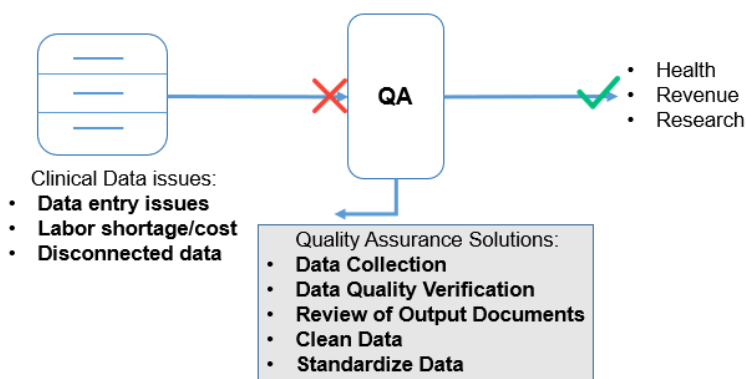 QA
• Health
• Revenue
• Research
Clinical Data issues:
• Data entry issues
• Labor shortage/cost
• Disconnected data
Quality Assurance Solutions:
• Data Collection
• Data Quality Verification
• Review of Output Documents
• Clean Data
• Standardize Data